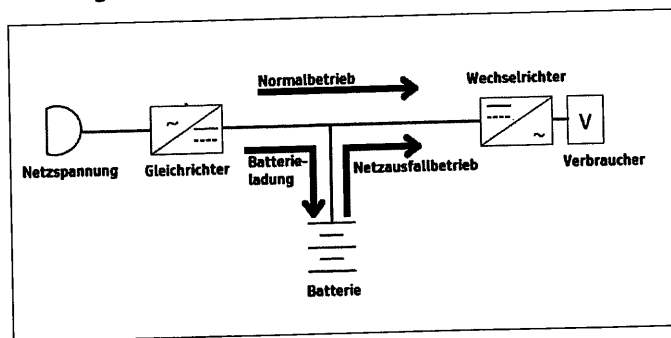 Normalbetrieb
Wechselrichter
~
~
V
Netzspannung
Gleichrichter
Batterie-
ladung
Netzausfallbetrieb
Verbraucher
Batterie